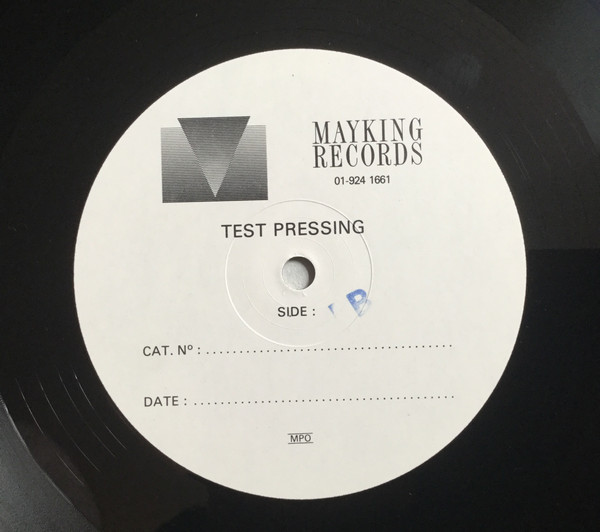 MAYKING
RECORDS
01-924 1661
TEST PRESSING
SIDE : B
CAT. Nº : ......................................
DATE : ........................................
MPO